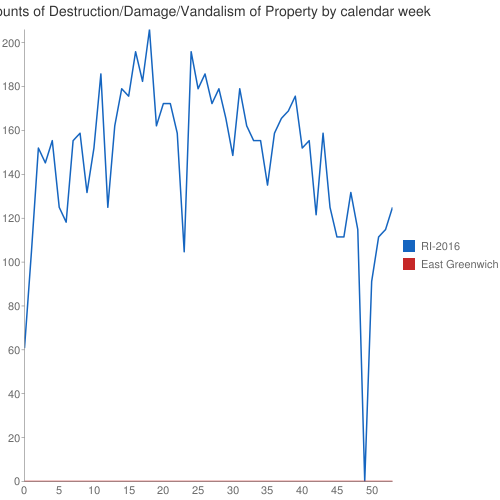 ounts of Destruction/Damage/Vandalism of Property by calendar week
200
180
160
140
120
100
80
60
40
20
0
0 5 10 15 20 25 30 35 40 45 50
RI-2016
East Greenwich